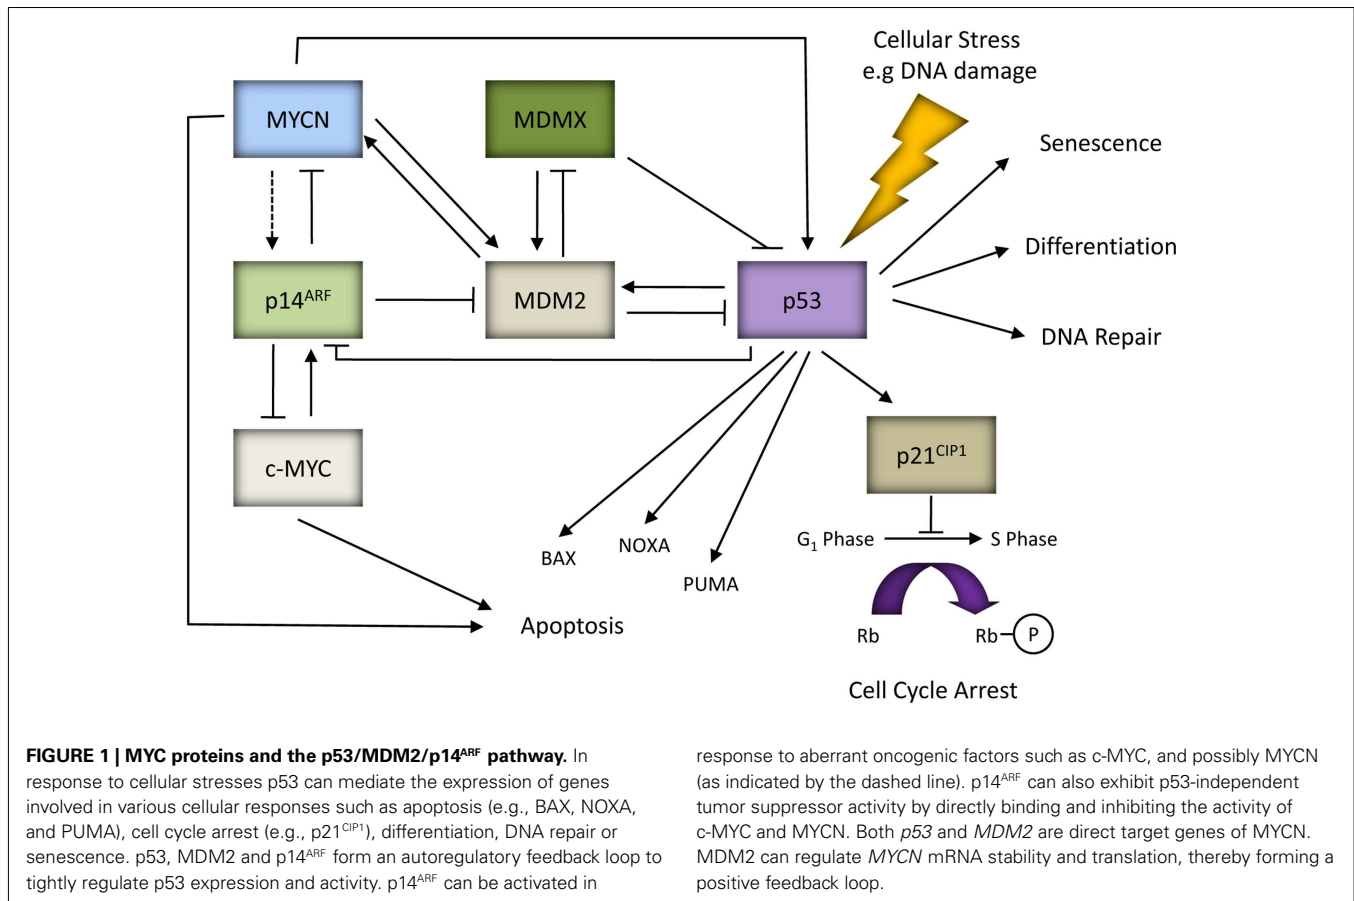 Cellular Stress
e.g DNA damage
MYCN
MDMX
Senescence
Differentiation
p14ARF
MDM2
p53
DNA Repair
c-MYC
p21CIP1
BAX
NOXA
PUMA
G1 Phase
S Phase
Apoptosis
Rb
Rb
P
Cell Cycle Arrest
FIGURE 1 | MYC proteins and the p53/MDM2/p14ARF pathway. In
response to cellular stresses p53 can mediate the expression of genes
involved in various cellular responses such as apoptosis (e.g., BAX, NOXA,
and PUMA), cell cycle arrest (e.g., p21CIP1), differentiation, DNA repair or
senescence. p53, MDM2 and p14ARF form an autoregulatory feedback loop to
tightly regulate p53 expression and activity. p14ARF can be activated in
response to aberrant oncogenic factors such as c-MYC, and possibly MYCN
(as indicated by the dashed line). p14ARF can also exhibit p53-independent
tumor suppressor activity by directly binding and inhibiting the activity of
c-MYC and MYCN. Both p53 and MDM2 are direct target genes of MYCN.
MDM2 can regulate MYCN mRNA stability and translation, thereby forming a
positive feedback loop.